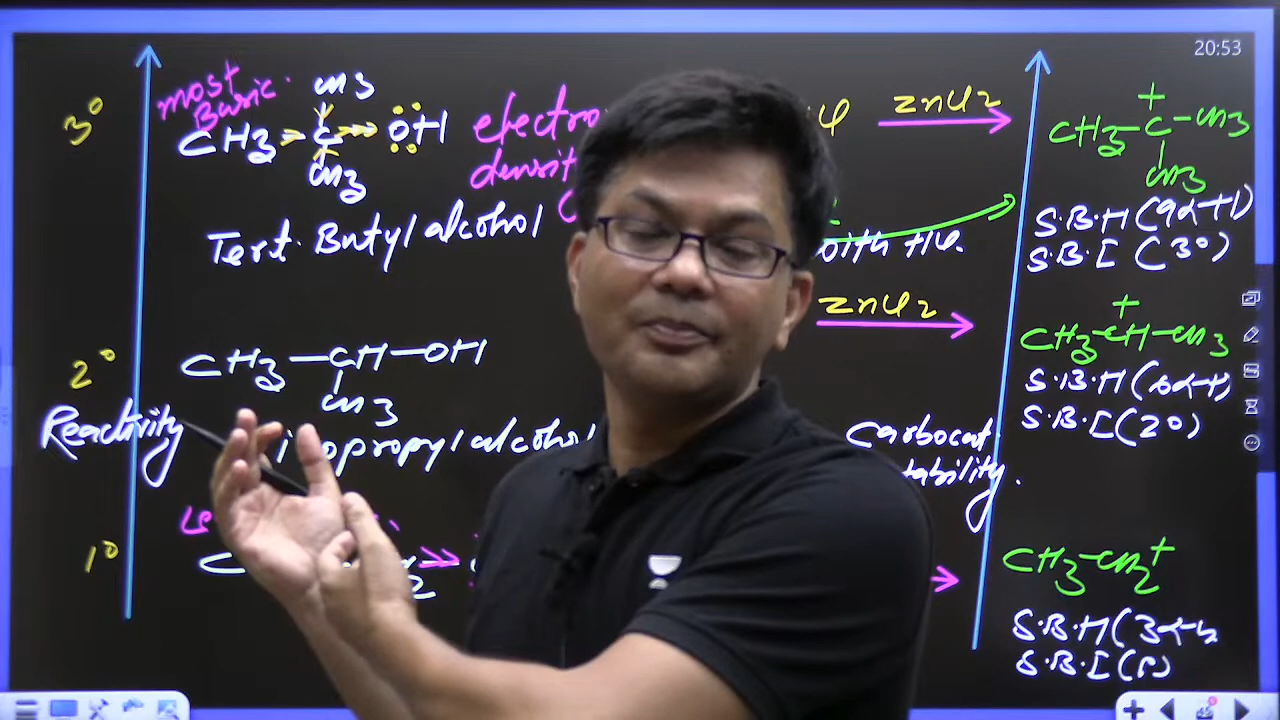 20:53
3°
most
Basic.
CH3
CH3 C OH
CH3
electro
densit
Tert. Butyl alcohol
ZnCl2
+
CH3-C-CH3
CH3
S.B.H (9α+1)
S.B.I (3°)
with HCl.
2°
CH3-CH-OH
CH3
isopropyl alcohol
ZnCl2
+
CH3-CH-CH3
S.B.H (6α+1)
S.B.I (2°)
Reactivity
Carbocat
tability.
1°
CH3-CH2+
S.B.H (3α+
S.B.I